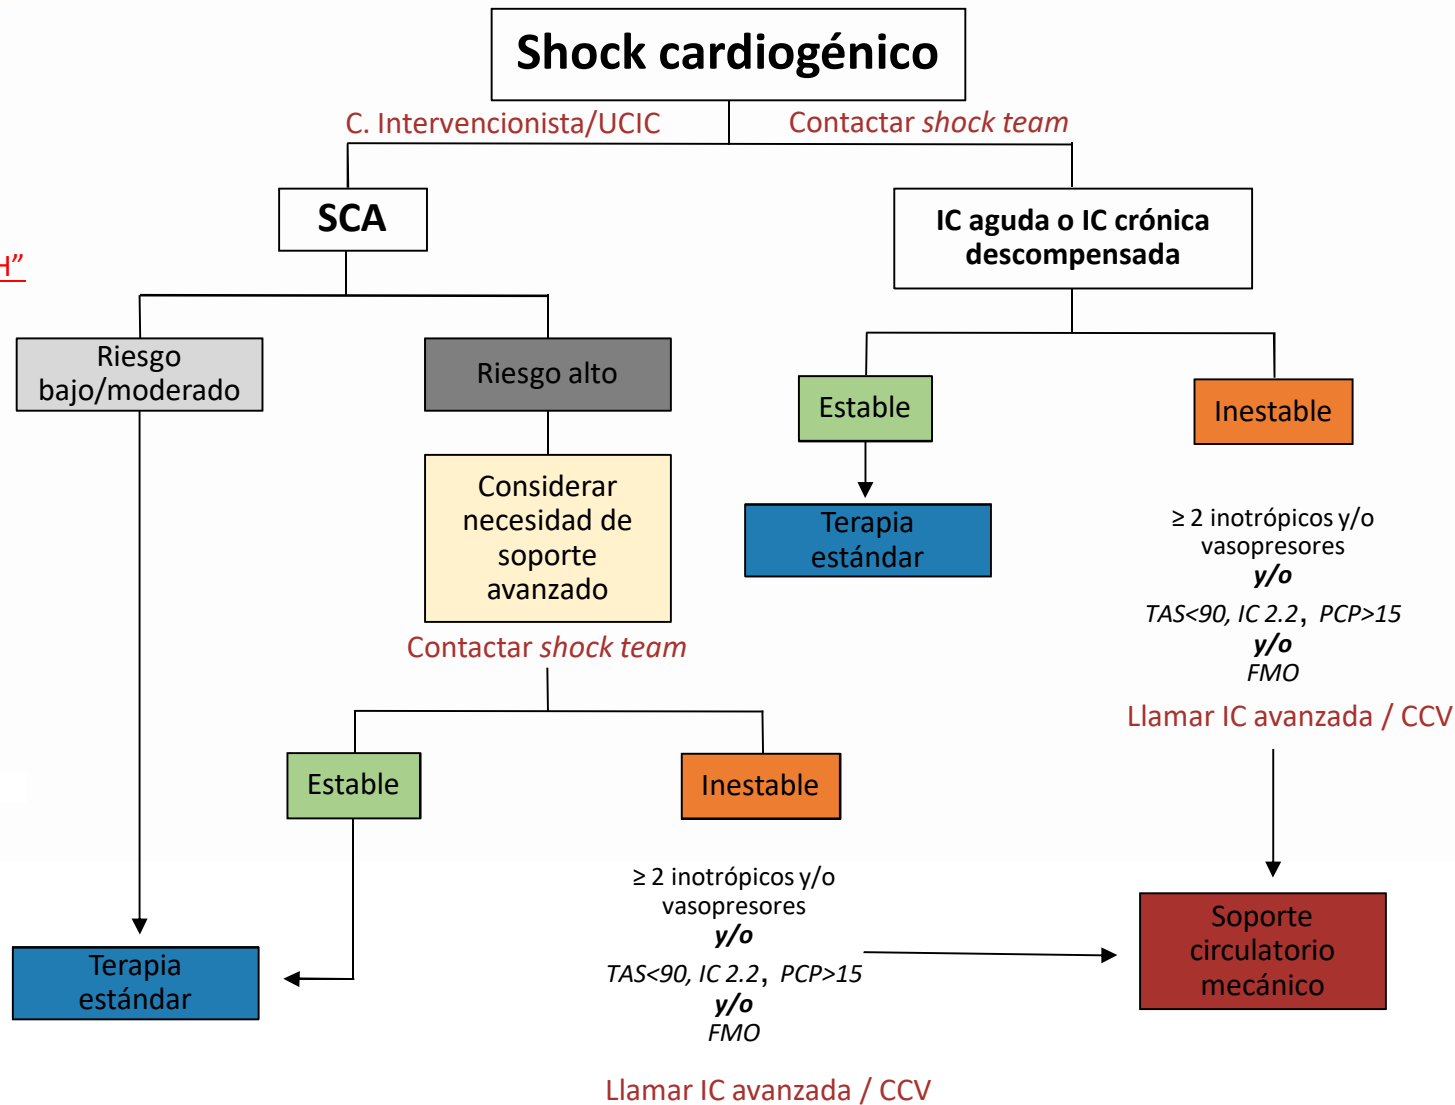 Shock cardiogénico
C. Intervencionista/UCIC
Contactar shock team
SCA
IC aguda o IC crónica
descompensada
H”
Riesgo
bajo/moderado
Riesgo alto
Estable
Inestable
Considerar
necesidad de
soporte
avanzado
Terapia
estándar
≥ 2 inotrópicos y/o
vasopresores
y/o
TAS<90, IC 2.2, PCP>15
y/o
FMO
Contactar shock team
Llamar IC avanzada / CCV
Estable
Inestable
≥ 2 inotrópicos y/o
vasopresores
y/o
TAS<90, IC 2.2, PCP>15
y/o
FMO
Soporte
circulatorio
mecánico
Terapia
estándar
Llamar IC avanzada / CCV